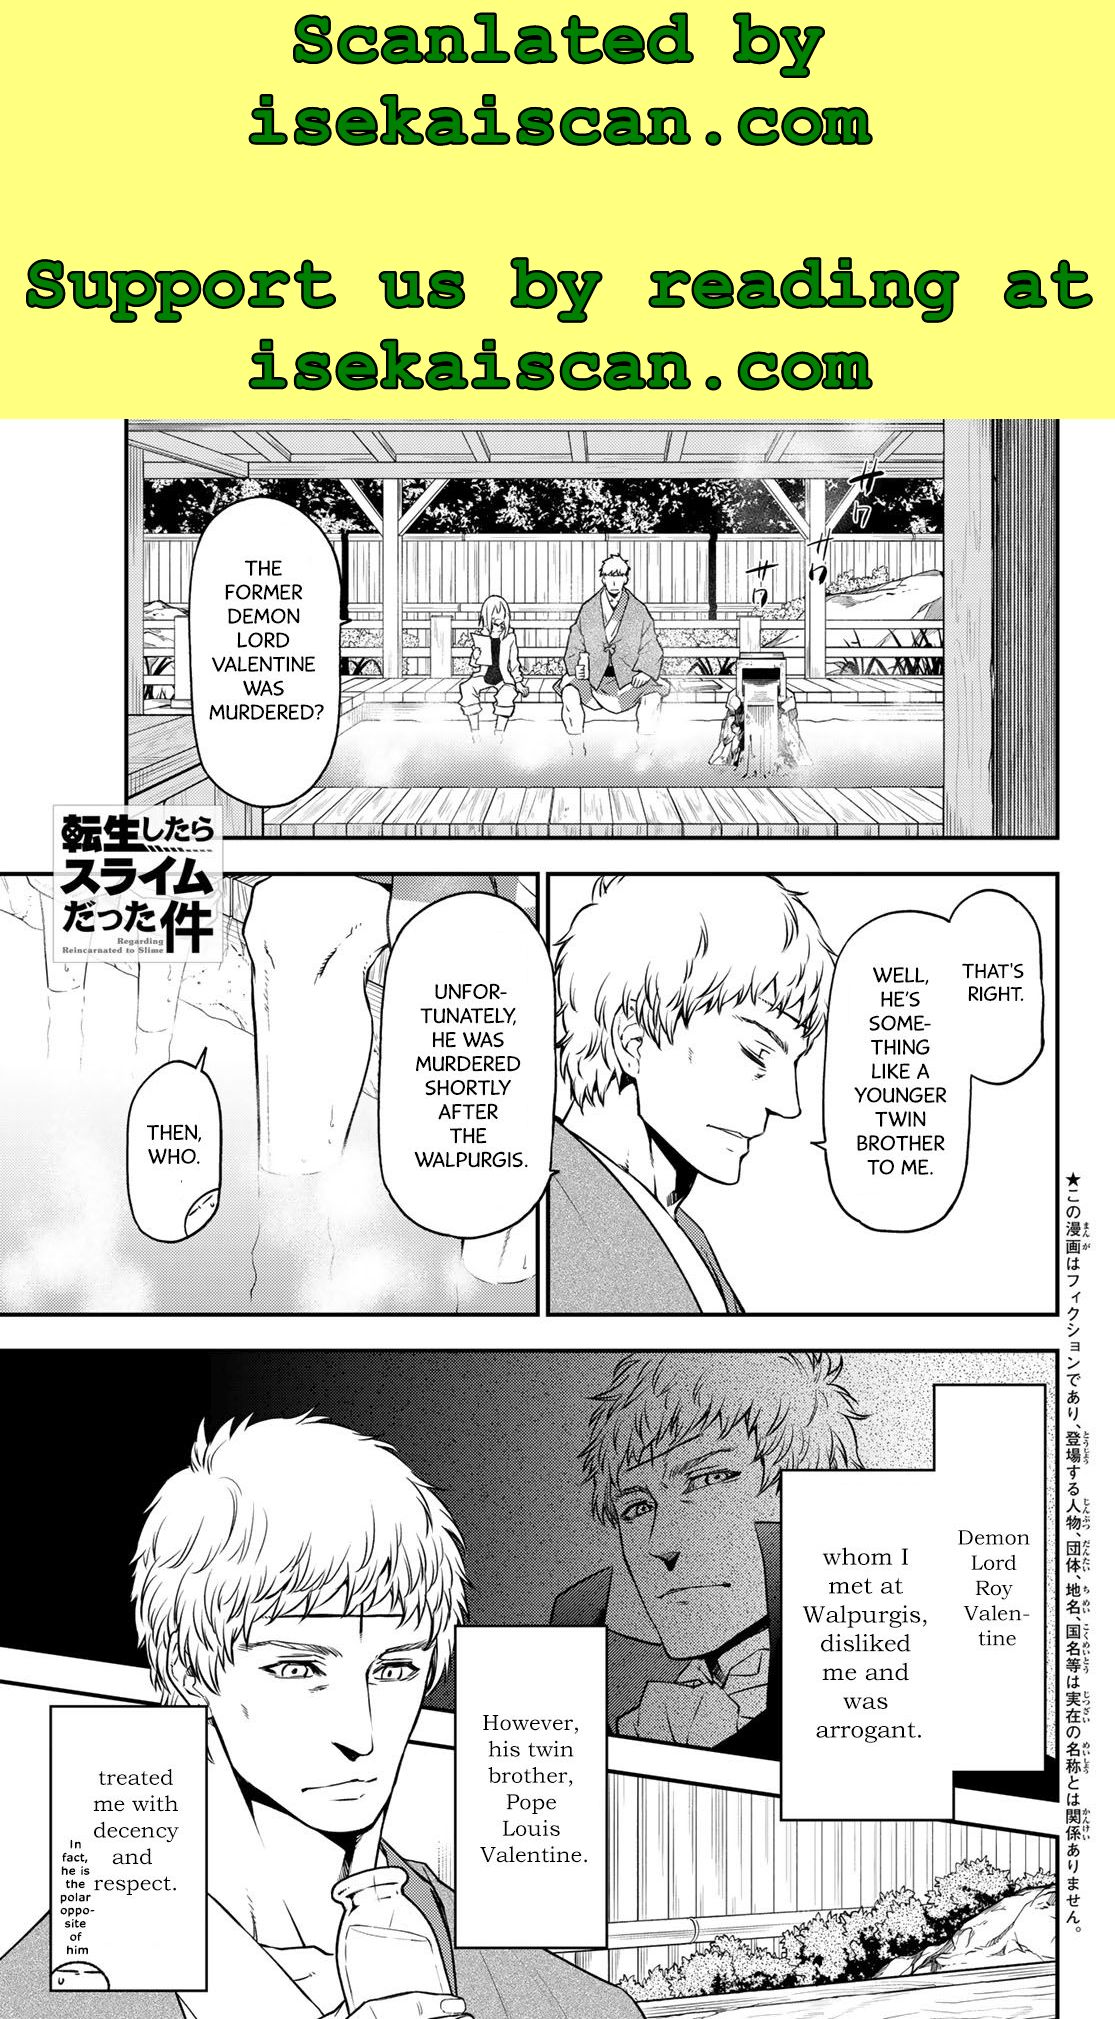 Scanlated by
isekaiscan.com
Support us by reading at
isekaiscan.com
サワ
サワ
サワ
THE
FORMER
DEMON
LORD
VALENTINE
WAS
MURDERED?
転生したら
スライム
だった件
Regarding
Reincarnated to Slime
THAT'S
RIGHT.
WELL,
HE'S
SOME-
THING
LIKE A
YOUNGER
TWIN
BROTHER
TO ME.
UNFOR-
TUNATELY,
HE WAS
MURDERED
SHORTLY
AFTER
THE
WALPURGIS.
THEN,
WHO.
★この漫画はフィクションであり、登場する人物、団体、地名、国名等は実在の名称とは関係ありません。
Demon
Lord
Roy
Valen-
tine
whom I
met at
Walpurgis,
disliked
me and
was
arrogant.
However,
his twin
brother,
Pope
Louis
Valentine.
treated
me with
decency
and
respect.
In
fact,
he is
the
polar
oppo-
site
of
him